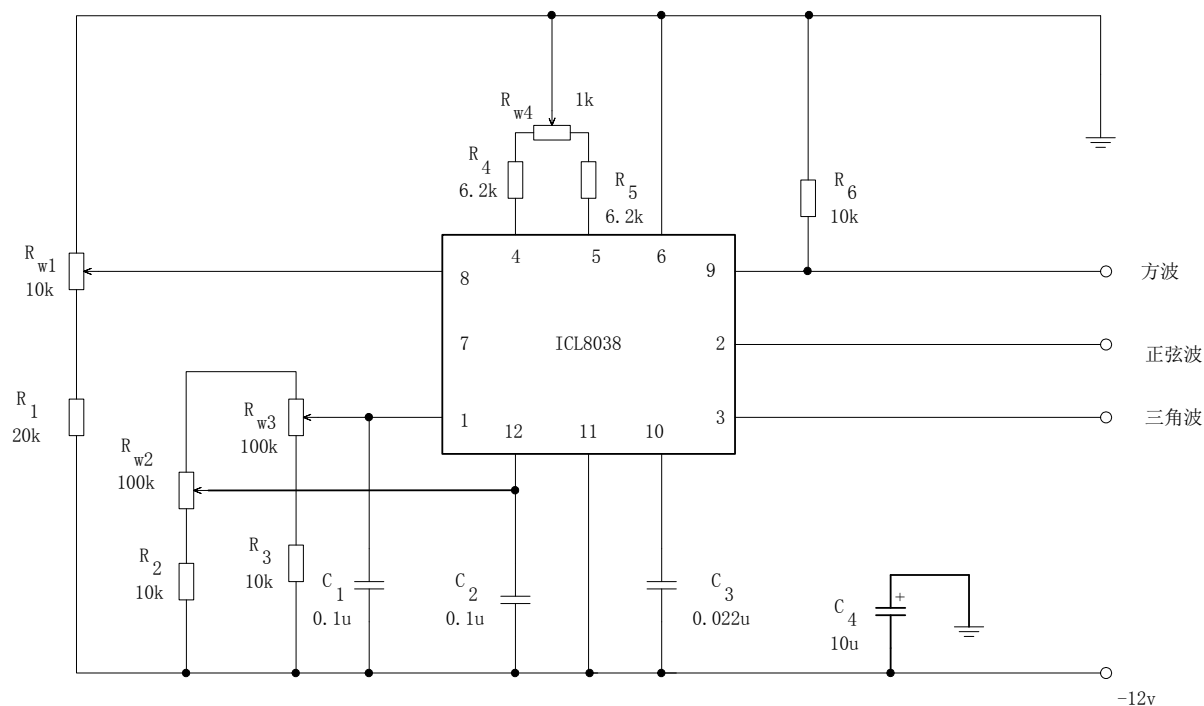 R w4 1k
R 4 6.2k
R 5 6.2k
R 6 10k
R w1 10k
4 5 6
8 9
方波
7 ICL8038 2
正弦波
R 1 20k
R w3 100k
1 3
三角波
12 11 10
R w2 100k
R 2 10k
R 3 10k
C 1 0.1u
C 2 0.1u
C 3 0.022u
C 4 10u
+
-12v